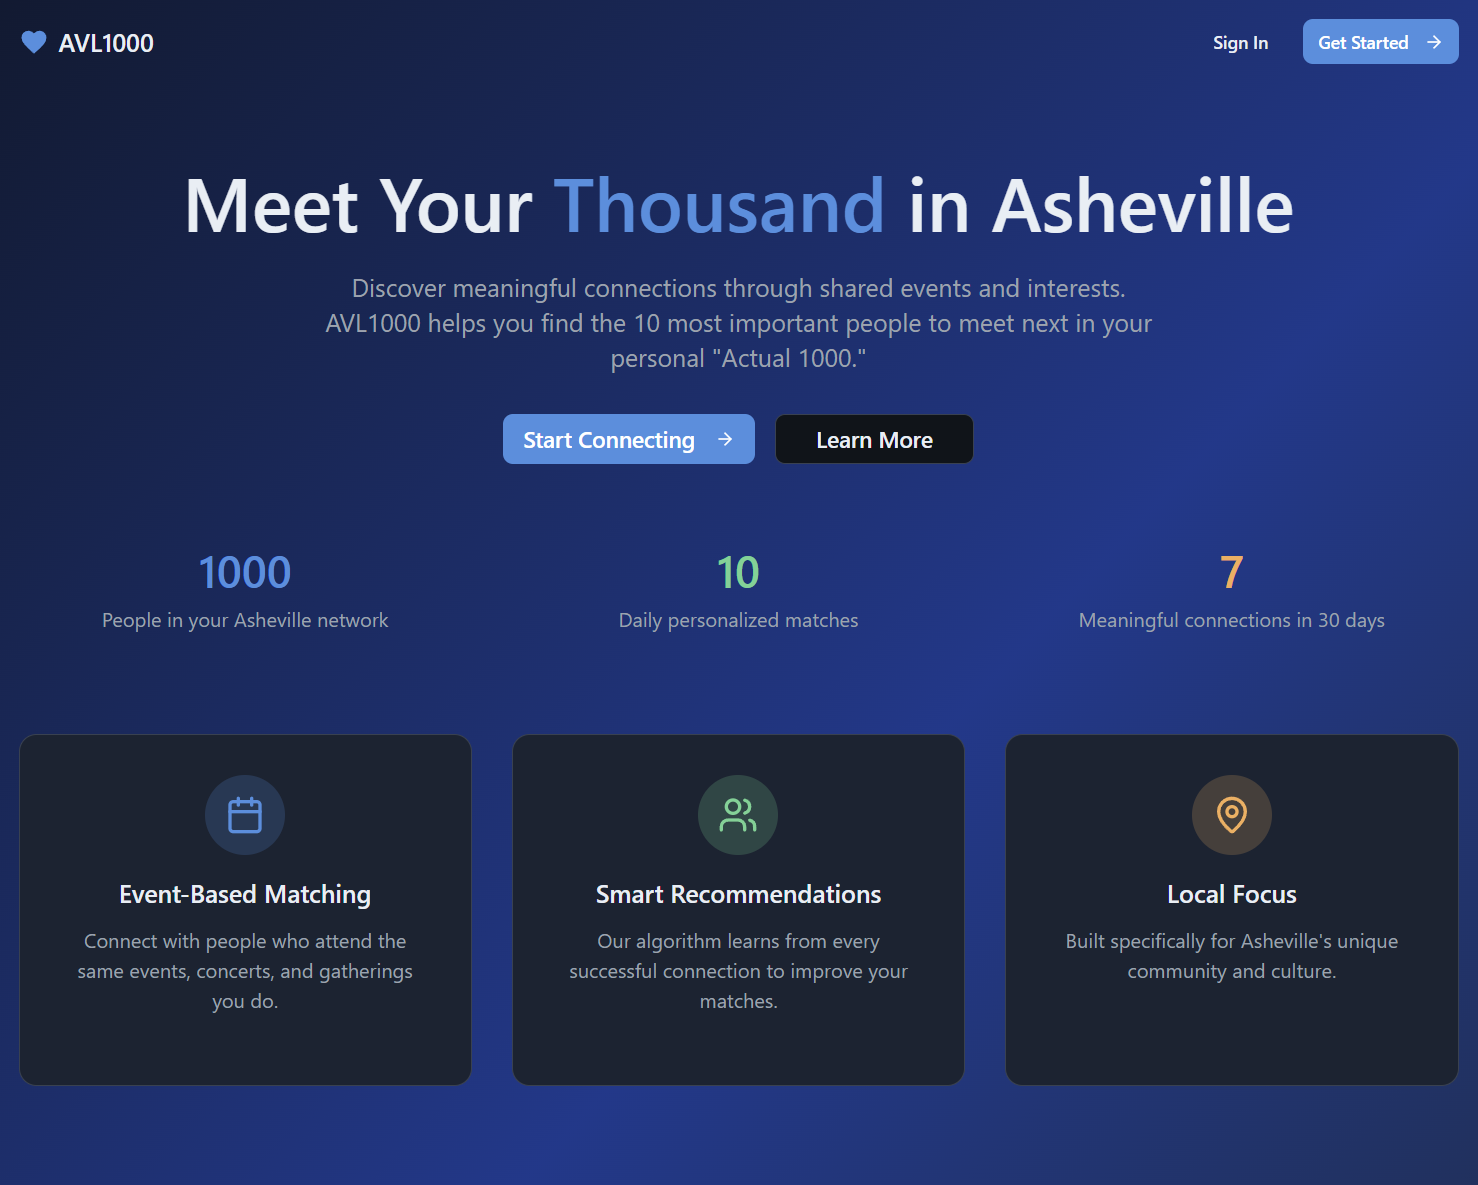 AVL1000
Sign In
Get Started
Meet Your Thousand in Asheville
Discover meaningful connections through shared events and interests.
AVL1000 helps you find the 10 most important people to meet next in your
personal "Actual 1000."
Start Connecting
Learn More
1000
People in your Asheville network
10
Daily personalized matches
7
Meaningful connections in 30 days
Event-Based Matching
Connect with people who attend the
same events, concerts, and gatherings
you do.
Smart Recommendations
Our algorithm learns from every
successful connection to improve your
matches.
Local Focus
Built specifically for Asheville's unique
community and culture.